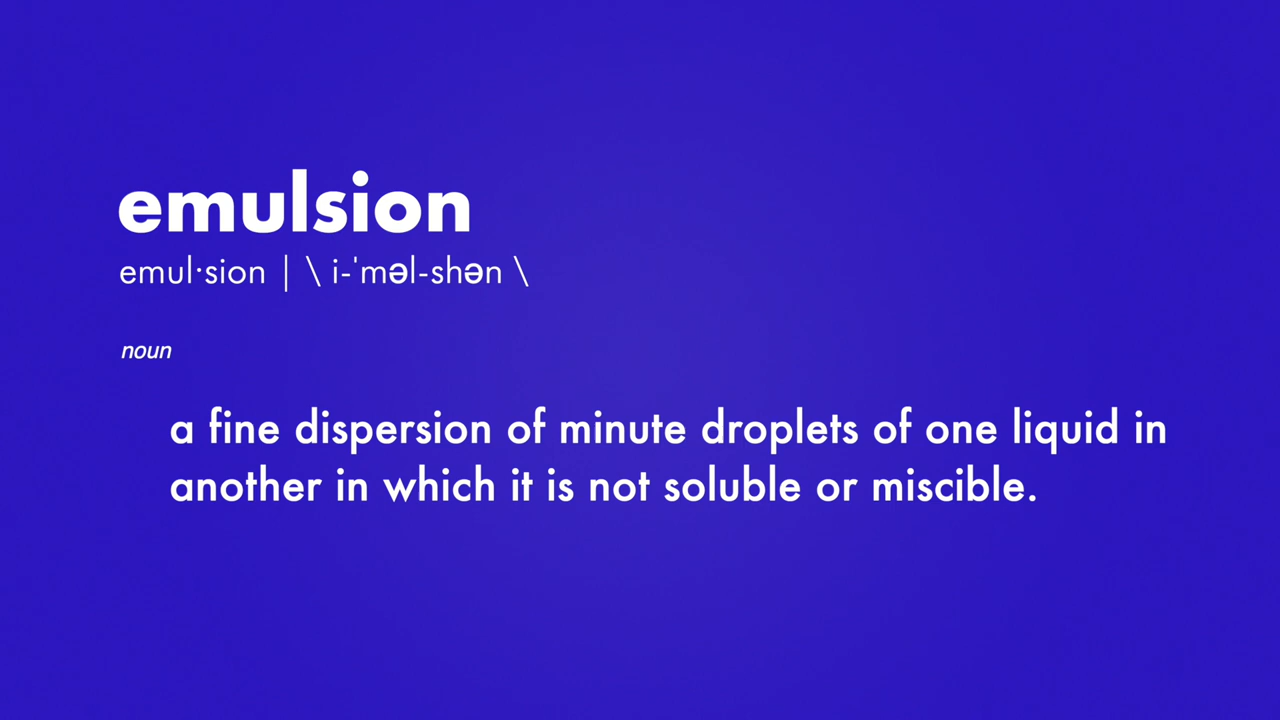 emulsion
emul·sion | \ i-ˈməl-shən \
noun
a fine dispersion of minute droplets of one liquid in
another in which it is not soluble or miscible.